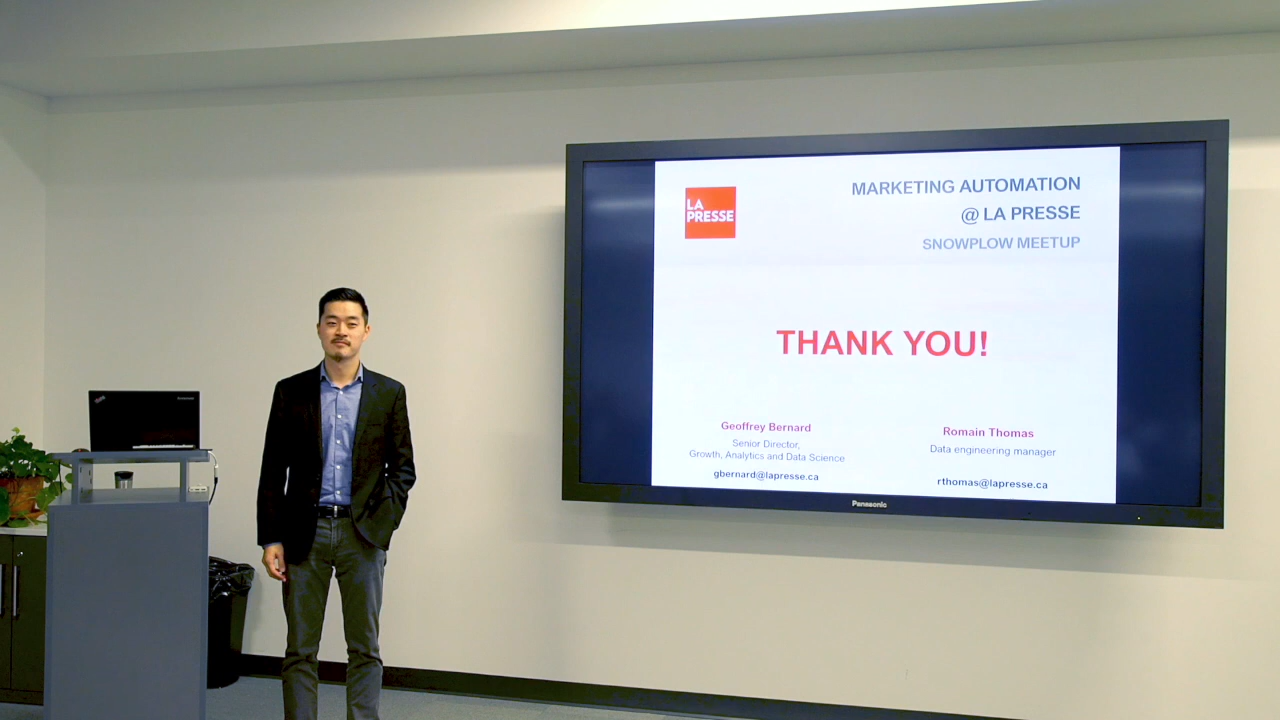 LA
PRESSE
MARKETING AUTOMATION
@ LA PRESSE
SNOWPLOW MEETUP
THANK YOU!
Geoffrey Bernard
Senior Director,
Growth, Analytics and Data Science
gbernard@lapresse.ca
Romain Thomas
Data engineering manager
rthomas@lapresse.ca
Panasonic